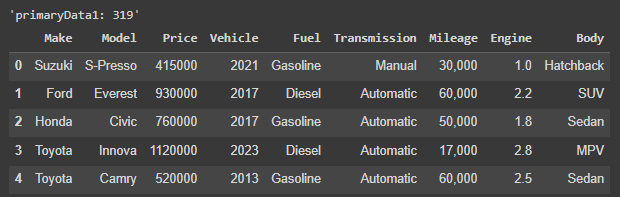 'primaryData1: 319'
Make Model Price Vehicle Fuel Transmission Mileage Engine Body
0 Suzuki S-Presso 415000 2021 Gasoline Manual 30,000 1.0 Hatchback
1 Ford Everest 930000 2017 Diesel Automatic 60,000 2.2 SUV
2 Honda Civic 760000 2017 Gasoline Automatic 50,000 1.8 Sedan
3 Toyota Innova 1120000 2023 Diesel Automatic 17,000 2.8 MPV
4 Toyota Camry 520000 2013 Gasoline Automatic 60,000 2.5 Sedan